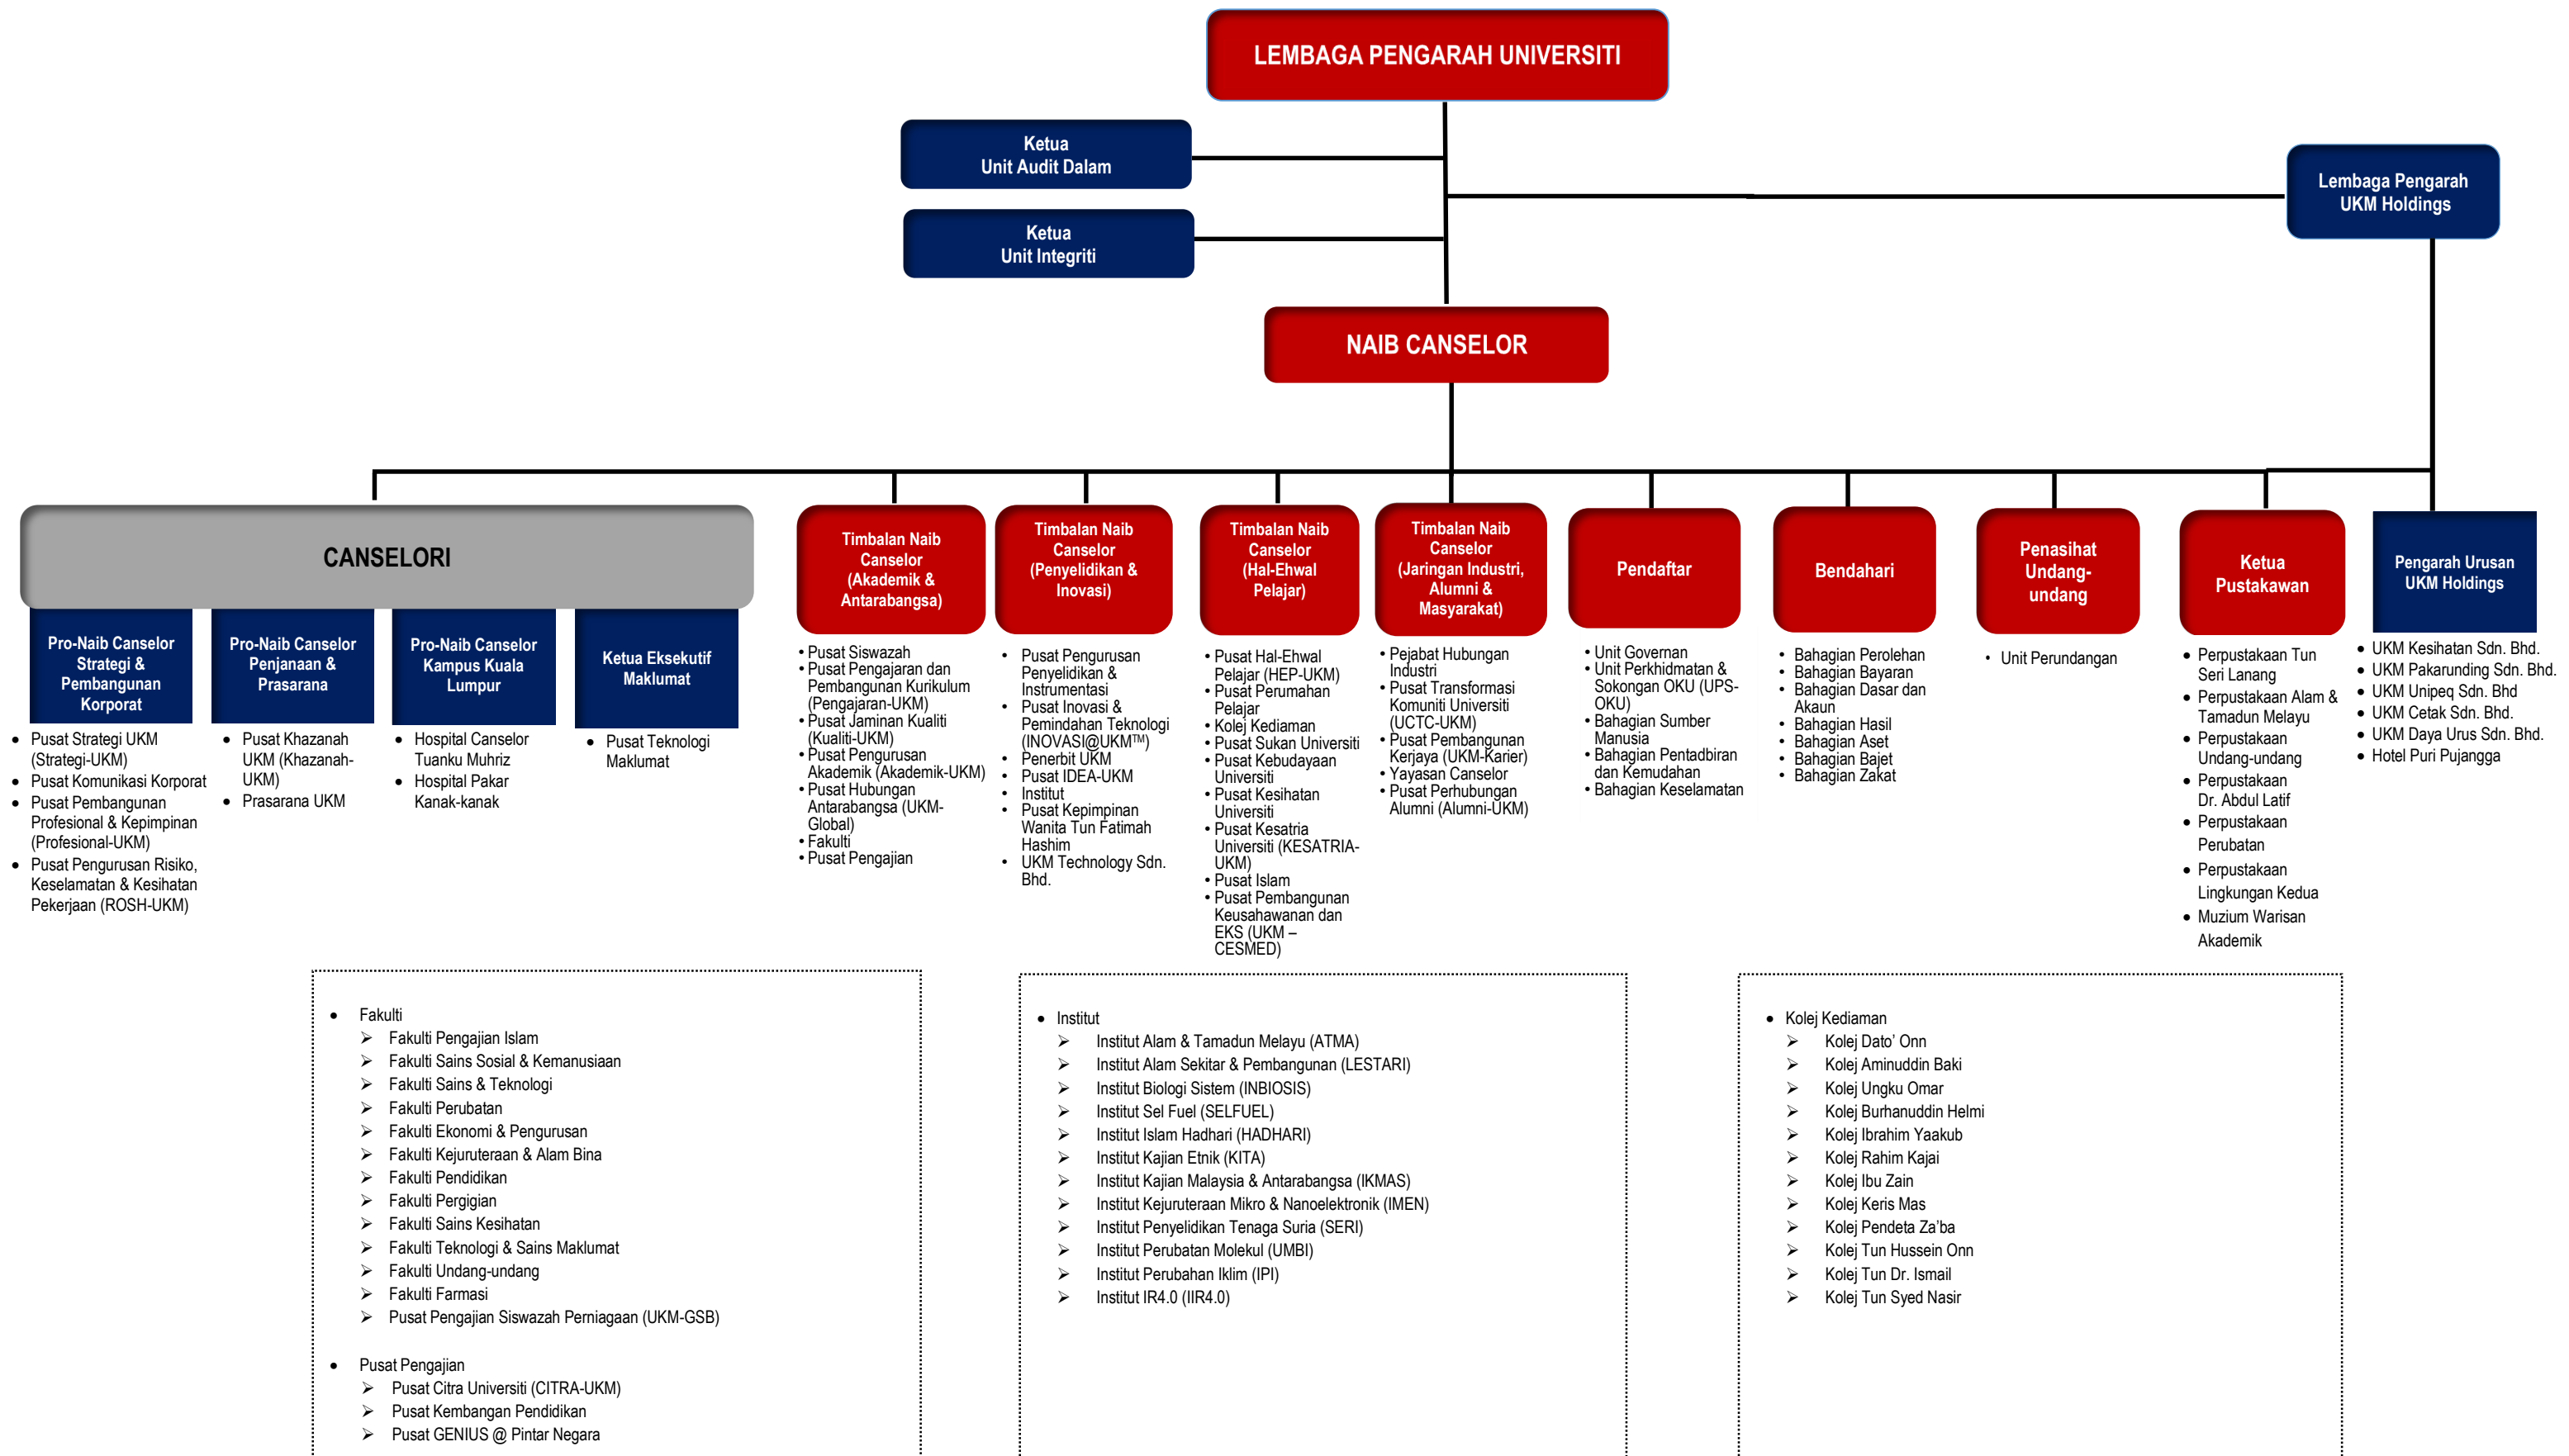 LEMBAGA PENGARAH UNIVERSITI
Ketua
Unit Audit Dalam
Lembaga Pengarah
UKM Holdings
Ketua
Unit Integriti
NAIB CANSELOR
CANSELORI
Pro-Naib Canselor
Strategi &
Pembangunan
Korporat
• Pusat Strategi UKM
(Strategi-UKM)
• Pusat Komunikasi Korporat
• Pusat Pembangunan
Profesional & Kepimpinan
(Profesional-UKM)
• Pusat Pengurusan Risiko,
Keselamatan & Kesihatan
Pekerjaan (ROSH-UKM)
Pro-Naib Canselor
Penjanaan &
Prasarana
• Pusat Khazanah
UKM (Khazanah-
UKM)
• Prasarana UKM
Pro-Naib Canselor
Kampus Kuala
Lumpur
• Hospital Canselor
Tuanku Muhriz
• Hospital Pakar
Kanak-kanak
Ketua Eksekutif
Maklumat
• Pusat Teknologi
Maklumat
Timbalan Naib
Canselor
(Akademik &
Antarabangsa)
• Pusat Siswazah
• Pusat Pengajaran dan
Pembangunan Kurikulum
(Pengajaran-UKM)
• Pusat Jaminan Kualiti
(Kualiti-UKM)
• Pusat Pengurusan
Akademik (Akademik-UKM)
• Pusat Hubungan
Antarabangsa (UKM-
Global)
• Fakulti
• Pusat Pengajian
Timbalan Naib
Canselor
(Penyelidikan &
Inovasi)
• Pusat Pengurusan
Penyelidikan &
Instrumentasi
• Pusat Inovasi &
Pemindahan Teknologi
(INOVASI@UKM™)
• Penerbit UKM
• Pusat IDEA-UKM
• Institut
• Pusat Kepimpinan
Wanita Tun Fatimah
Hashim
• UKM Technology Sdn.
Bhd.
Timbalan Naib
Canselor
(Hal-Ehwal
Pelajar)
• Pusat Hal-Ehwal
Pelajar (HEP-UKM)
• Pusat Perumahan
Pelajar
• Kolej Kediaman
• Pusat Sukan Universiti
• Pusat Kebudayaan
Universiti
• Pusat Kesihatan
Universiti
• Pusat Kesatria
Universiti (KESATRIA-
UKM)
• Pusat Islam
• Pusat Pembangunan
Keusahawanan dan
EKS (UKM –
CESMED)
Timbalan Naib
Canselor
(Jaringan Industri,
Alumni &
Masyarakat)
• Pejabat Hubungan
Industri
• Pusat Transformasi
Komuniti Universiti
(UCTC-UKM)
• Pusat Pembangunan
Kerjaya (UKM-Karier)
• Yayasan Canselor
• Pusat Perhubungan
Alumni (Alumni-UKM)
Pendaftar
• Unit Governan
• Unit Perkhidmatan &
Sokongan OKU (UPS-
OKU)
• Bahagian Sumber
Manusia
• Bahagian Pentadbiran
dan Kemudahan
• Bahagian Keselamatan
Bendahari
• Bahagian Perolehan
• Bahagian Bayaran
• Bahagian Dasar dan
Akaun
• Bahagian Hasil
• Bahagian Aset
• Bahagian Bajet
• Bahagian Zakat
Penasihat
Undang-
undang
• Unit Perundangan
Ketua
Pustakawan
• Perpustakaan Tun
Seri Lanang
• Perpustakaan Alam &
Tamadun Melayu
• Perpustakaan
Undang-undang
• Perpustakaan
Dr. Abdul Latif
• Perpustakaan
Perubatan
• Perpustakaan
Lingkungan Kedua
• Muzium Warisan
Akademik
Pengarah Urusan
UKM Holdings
• UKM Kesihatan Sdn. Bhd.
• UKM Pakarunding Sdn. Bhd.
• UKM Unipeq Sdn. Bhd
• UKM Cetak Sdn. Bhd.
• UKM Daya Urus Sdn. Bhd.
• Hotel Puri Pujangga
• Fakulti
➢ Fakulti Pengajian Islam
➢ Fakulti Sains Sosial & Kemanusiaan
➢ Fakulti Sains & Teknologi
➢ Fakulti Perubatan
➢ Fakulti Ekonomi & Pengurusan
➢ Fakulti Kejuruteraan & Alam Bina
➢ Fakulti Pendidikan
➢ Fakulti Pergigian
➢ Fakulti Sains Kesihatan
➢ Fakulti Teknologi & Sains Maklumat
➢ Fakulti Undang-undang
➢ Fakulti Farmasi
➢ Pusat Pengajian Siswazah Perniagaan (UKM-GSB)
• Pusat Pengajian
➢ Pusat Citra Universiti (CITRA-UKM)
➢ Pusat Kembangan Pendidikan
➢ Pusat GENIUS @ Pintar Negara
• Institut
➢ Institut Alam & Tamadun Melayu (ATMA)
➢ Institut Alam Sekitar & Pembangunan (LESTARI)
➢ Institut Biologi Sistem (INBIOSIS)
➢ Institut Sel Fuel (SELFUEL)
➢ Institut Islam Hadhari (HADHARI)
➢ Institut Kajian Etnik (KITA)
➢ Institut Kajian Malaysia & Antarabangsa (IKMAS)
➢ Institut Kejuruteraan Mikro & Nanoelektronik (IMEN)
➢ Institut Penyelidikan Tenaga Suria (SERI)
➢ Institut Perubatan Molekul (UMBI)
➢ Institut Perubahan Iklim (IPI)
➢ Institut IR4.0 (IIR4.0)
• Kolej Kediaman
➢ Kolej Dato’ Onn
➢ Kolej Aminuddin Baki
➢ Kolej Ungku Omar
➢ Kolej Burhanuddin Helmi
➢ Kolej Ibrahim Yaakub
➢ Kolej Rahim Kajai
➢ Kolej Ibu Zain
➢ Kolej Keris Mas
➢ Kolej Pendeta Za’ba
➢ Kolej Tun Hussein Onn
➢ Kolej Tun Dr. Ismail
➢ Kolej Tun Syed Nasir